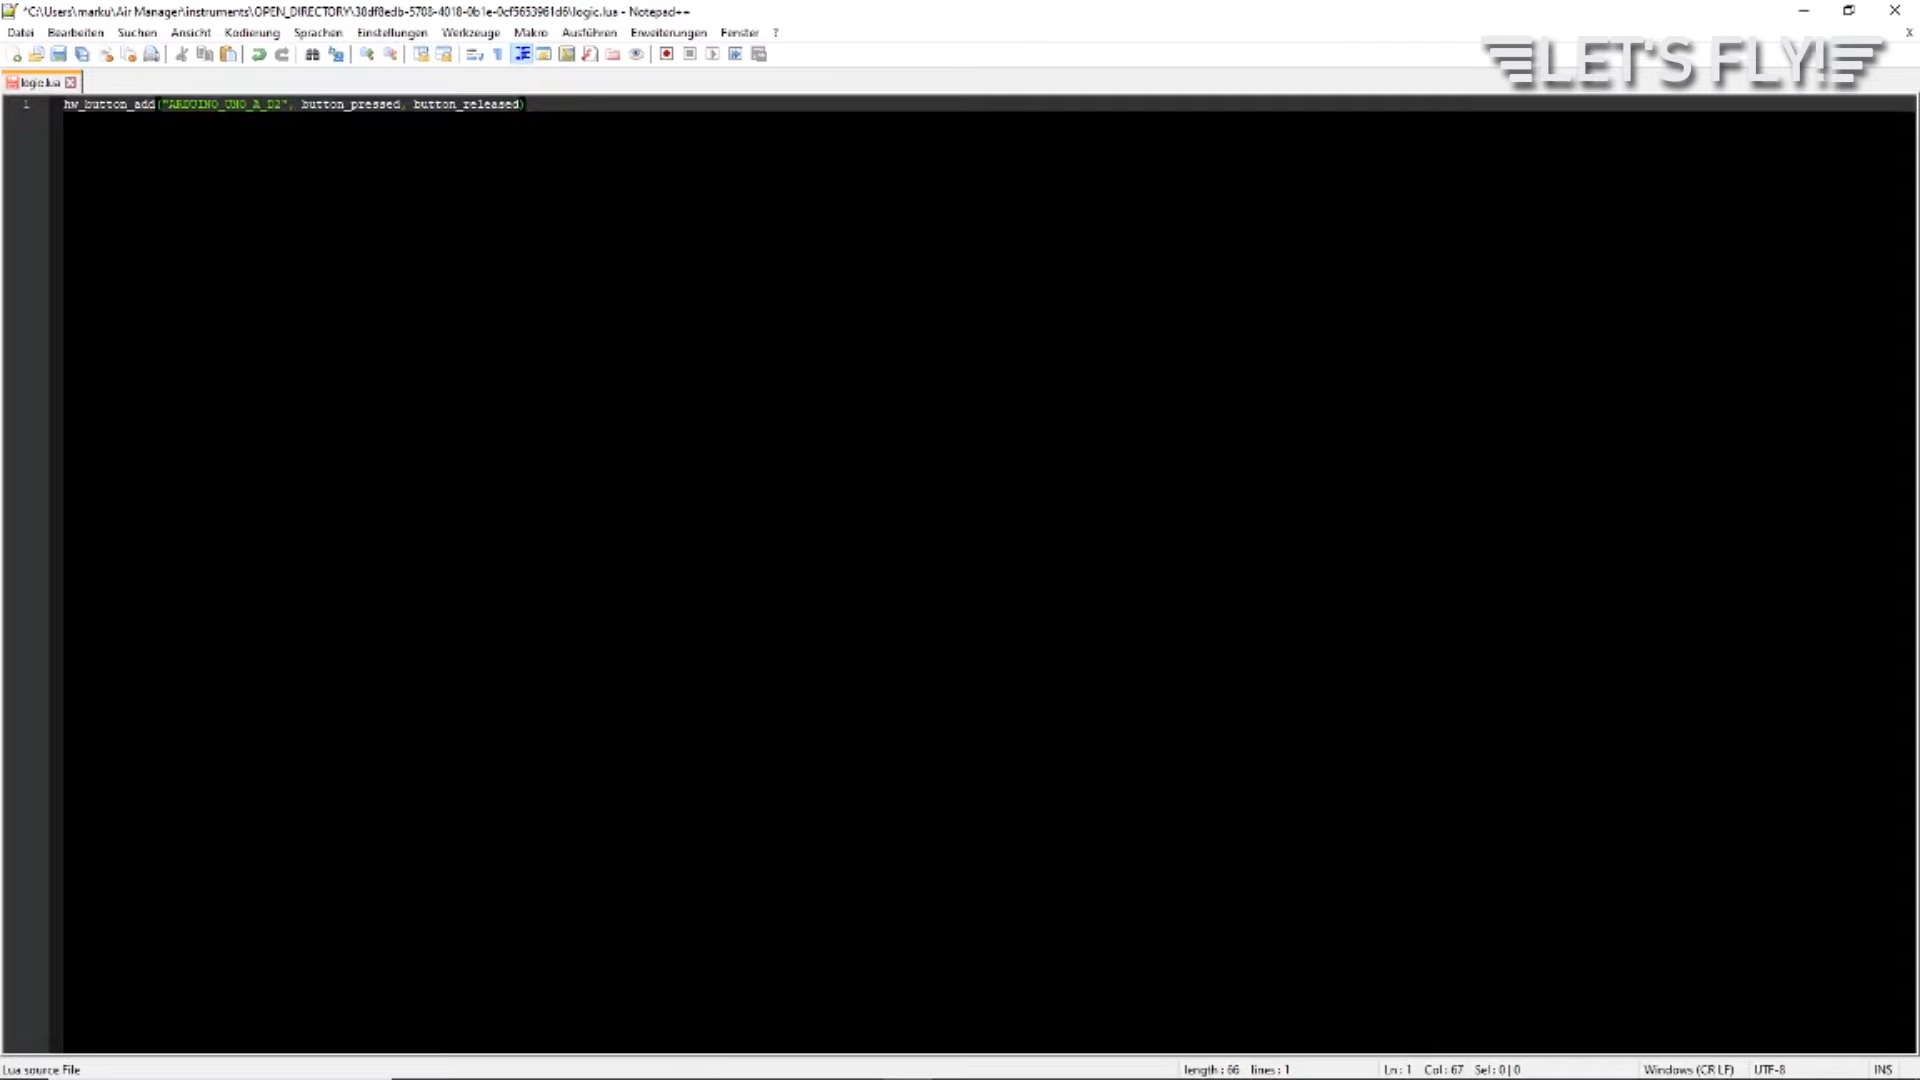 *C:\Users\marku\Air Manager\instruments\OPEN_DIRECTORY\38df8edb-5708-4018-0b1e-0cf5653961d6\logic.lua - Notepad++
Datei Bearbeiten Suchen Ansicht Kodierung Sprachen Einstellungen Werkzeuge Makro Ausführen Erweiterungen Fenster ? X
LET'S FLY!
logic.lua
1 hw_button_add("ARDUINO_UNO_A_D2", button_pressed, button_released)
Lua source File length : 66 lines : 1 Ln : 1 Col : 67 Sel : 0 | 0 Windows (CR LF) UTF-8 INS